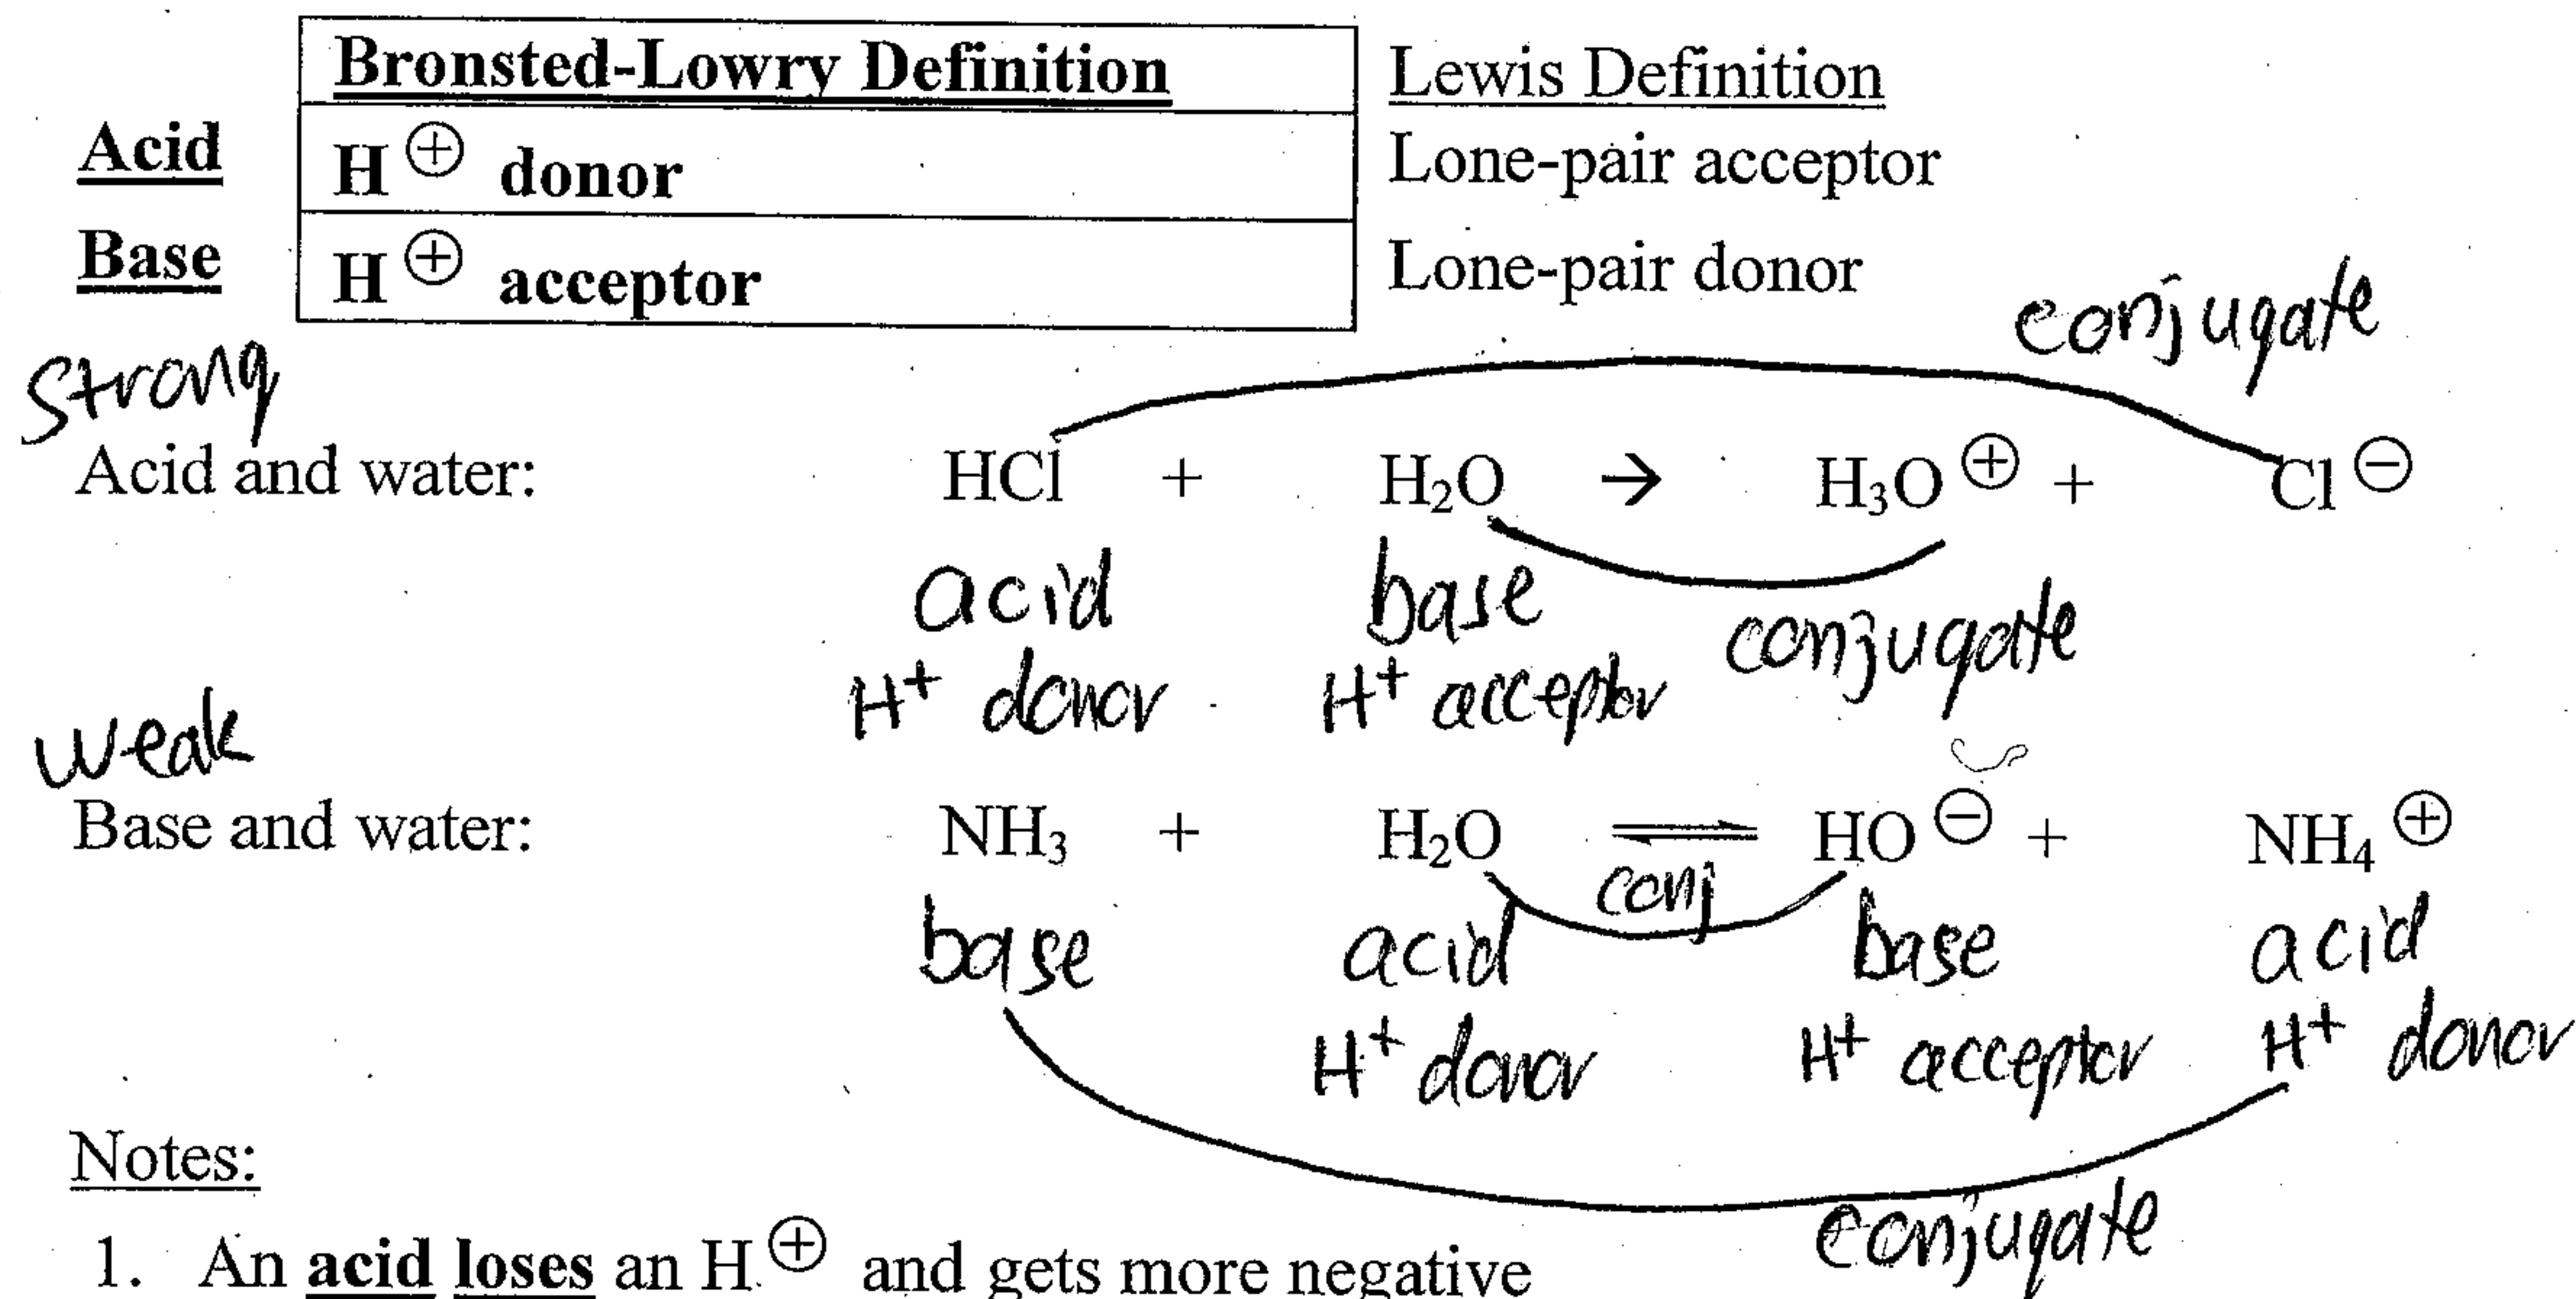 Bronsted-Lowry Definition Lewis Definition
Acid H⊕ donor Lone-pair acceptor
Base H⊕ acceptor Lone-pair donor
conjugate
Strong
Acid and water: HCl + H₂O → H₃O⊕ + Cl⊖
acid base
conjugate
H⁺ donor H⁺ acceptor
weak
Base and water: NH₃ + H₂O ⇌ HO⊖ + NH₄⊕
conj
base acid base acid
H⁺ donor H⁺ acceptor H⁺ donor
Notes:
conjugate
1. An acid loses an H⊕ and gets more negative